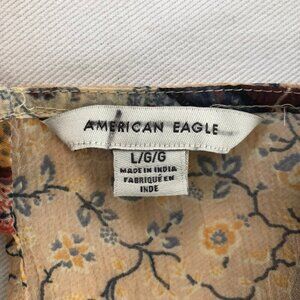 AMERICAN EAGLE
L/G/G
MADE IN INDIA
FABRIQUÉ EN
INDE